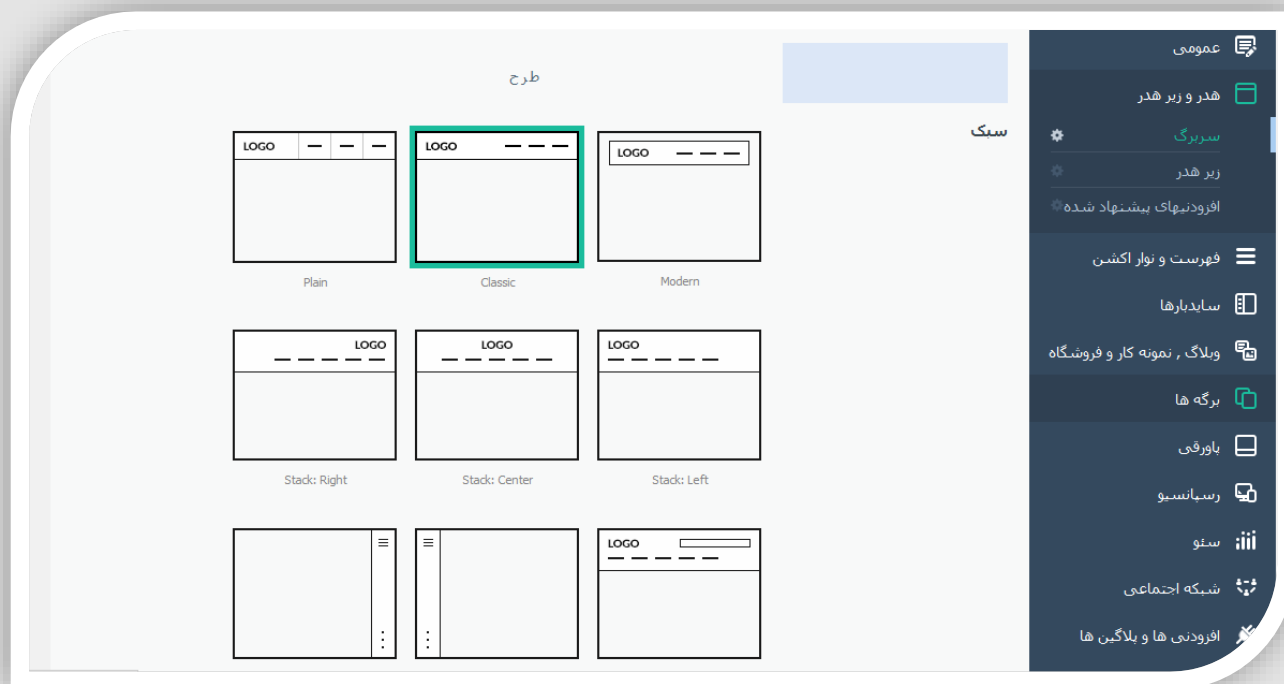 عمومی
هدر و زیر هدر
سربرگ
زیر هدر
افزودنیهای پیشنهاد شده
فهرست و نوار اکشن
سایدبارها
وبلاگ , نمونه کار و فروشگاه
برگه ها
پاورقی
رسپانسیو
سئو
شبکه اجتماعی
افزودنی ها و پلاگین ها
طرح
سبک
LOGO
LOGO
LOGO
Plain
Classic
Modern
LOGO
LOGO
LOGO
Stack: Right
Stack: Center
Stack: Left
LOGO